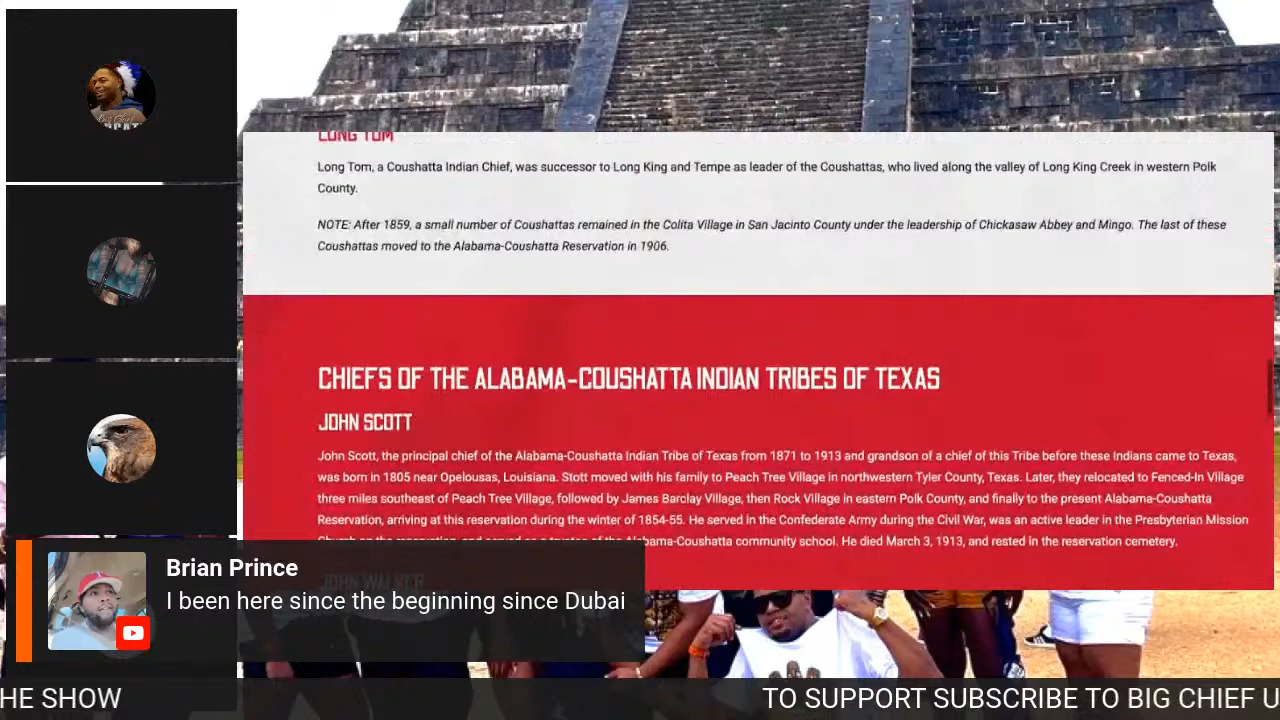 LONG TOM
Long Tom, a Coushatta Indian Chief, was successor to Long King and Tempe as leader of the Coushattas, who lived along the valley of Long King Creek in western Polk
County.
NOTE: After 1859, a small number of Coushattas remained in the Colita Village in San Jacinto County under the leadership of Chickasaw Abbey and Mingo. The last of these
Coushattas moved to the Alabama-Coushatta Reservation in 1906.
CHIEFS OF THE ALABAMA-COUSHATTA INDIAN TRIBES OF TEXAS
JOHN SCOTT
John Scott, the principal chief of the Alabama-Coushatta Indian Tribe of Texas from 1871 to 1913 and grandson of a chief of this Tribe before these Indians came to Texas,
was born in 1805 near Opelousas, Louisiana. Stott moved with his family to Peach Tree Village in northwestern Tyler County, Texas. Later, they relocated to Fenced-In Village
three miles southeast of Peach Tree Village, followed by James Barclay Village, then Rock Village in eastern Polk County, and finally to the present Alabama-Coushatta
Reservation, arriving at this reservation during the winter of 1854-55. He served in the Confederate Army during the Civil War, was an active leader in the Presbyterian Mission
Church on the reservation, and served as a trustee of the Alabama-Coushatta community school. He died March 3, 1913, and rested in the reservation cemetery.
JOHN WALKER
Brian Prince
I been here since the beginning since Dubai
HE SHOW
TO SUPPORT SUBSCRIBE TO BIG CHIEF U